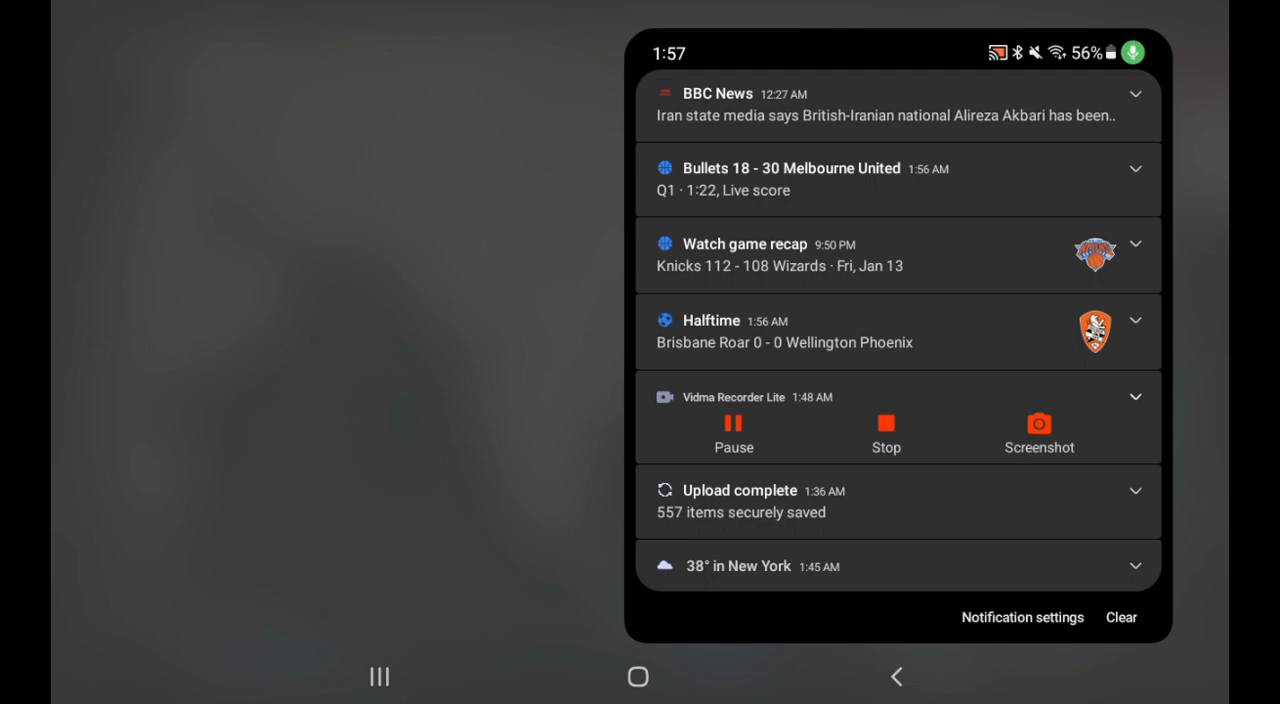 1:57
56%
BBC News 12:27 AM
Iran state media says British-Iranian national Alireza Akbari has been..
Bullets 18 - 30 Melbourne United 1:56 AM
Q1 · 1:22, Live score
Watch game recap 9:50 PM
Knicks 112 - 108 Wizards · Fri, Jan 13
Halftime 1:56 AM
Brisbane Roar 0 - 0 Wellington Phoenix
Vidma Recorder Lite 1:48 AM
Pause Stop Screenshot
Upload complete 1:36 AM
557 items securely saved
38° in New York 1:45 AM
Notification settings Clear